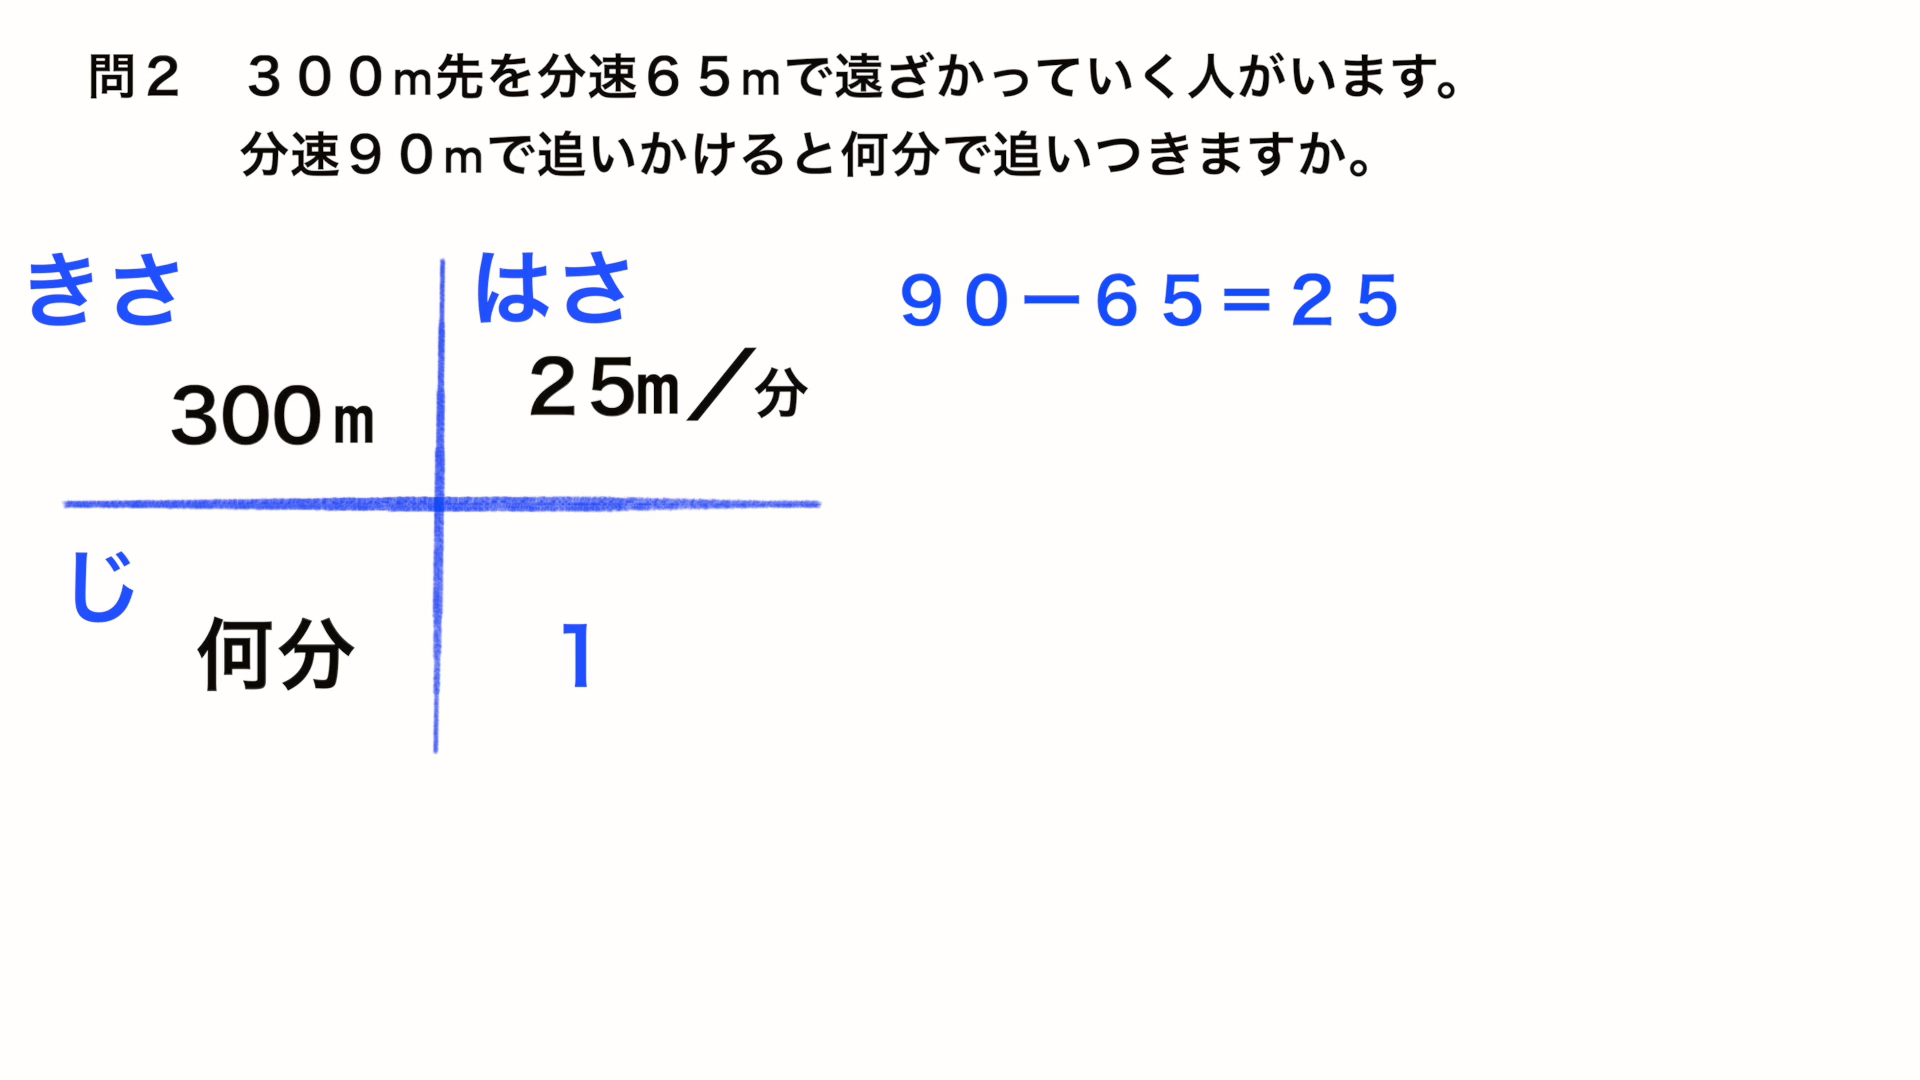 問２　３００m先を分速６５mで遠ざかっていく人がいます。
分速９０mで追いかけると何分で追いつきますか。
きさ
はさ
９０－６５＝２５
300m
２5m／分
じ
何分
1